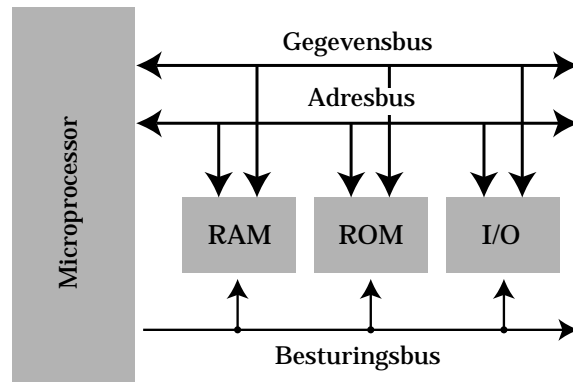 Gegevensbus
Adresbus
Microprocessor
RAM
ROM
I/O
Besturingsbus